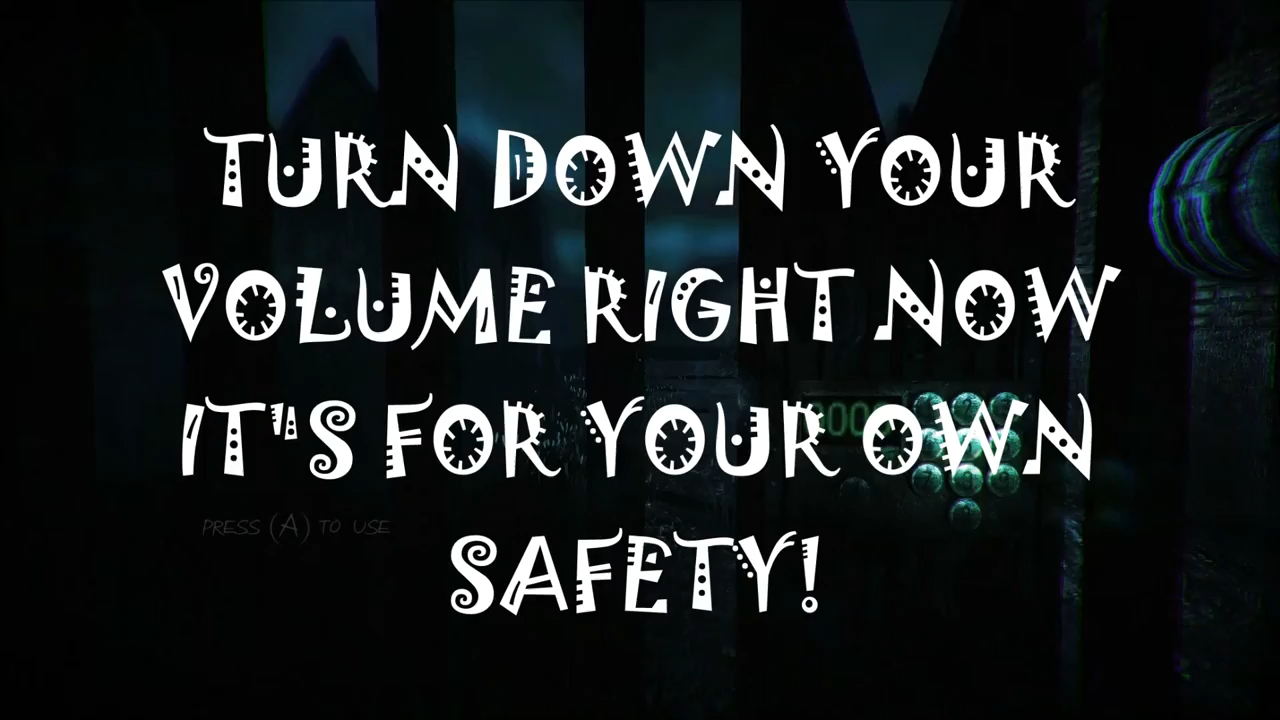 TURN DOWN YOUR
VOLUME RIGHT NOW
IT'S FOR YOUR OWN
SAFETY!
PRESS (A) TO USE